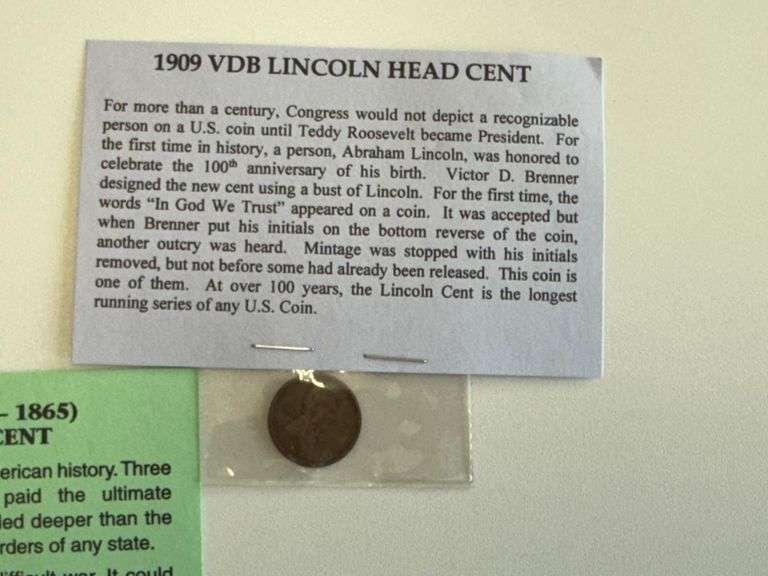 1909 VDB LINCOLN HEAD CENT
For more than a century, Congress would not depict a recognizable
person on a U.S. coin until Teddy Roosevelt became President. For
the first time in history, a person, Abraham Lincoln, was honored to
celebrate the 100th anniversary of his birth. Victor D. Brenner
designed the new cent using a bust of Lincoln. For the first time, the
words “In God We Trust” appeared on a coin. It was accepted but
when Brenner put his initials on the bottom reverse of the coin,
another outcry was heard. Mintage was stopped with his initials
removed, but not before some had already been released. This coin is
one of them. At over 100 years, the Lincoln Cent is the longest
running series of any U.S. Coin.
– 1865)
CENT
erican history. Three
paid the ultimate
led deeper than the
rders of any state.
war. It could